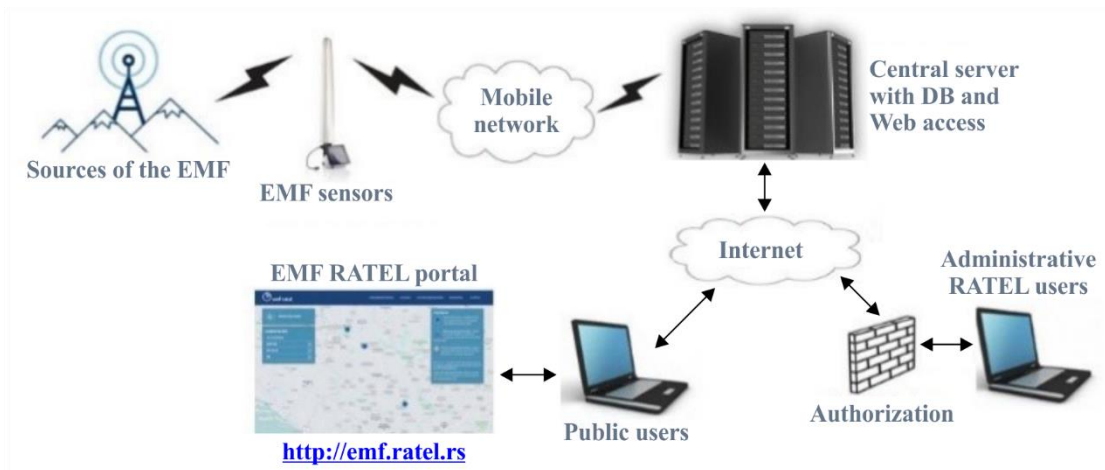 Central server
with DB and
Web access
Mobile
network
Sources of the EMF
EMF sensors
Internet
EMF RATEL portal
Administrative
RATEL users
Authorization
Public users
http://emf.ratel.rs